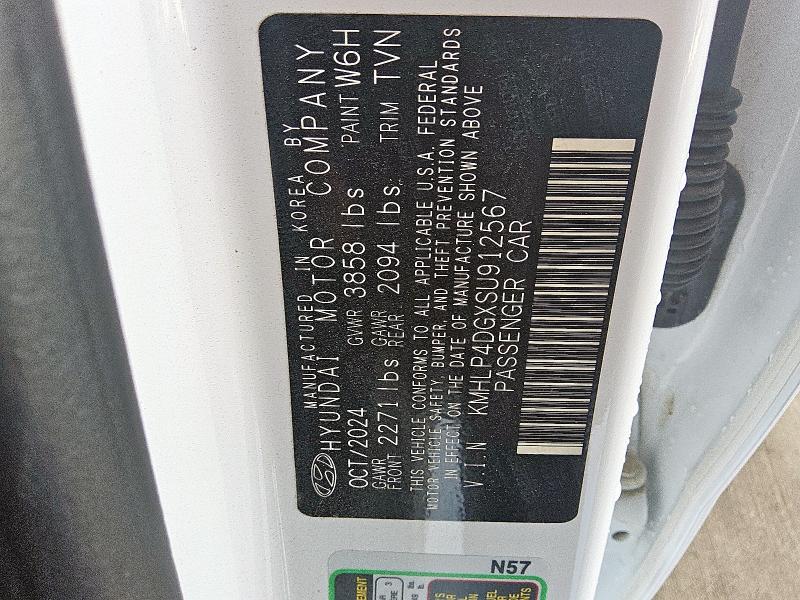 MANUFACTURED IN KOREA BY
HYUNDAI MOTOR COMPANY
OCT/2024 GVWR 3858 lbs PAINT W6H
GAWR FRONT 2271 lbs GAWR REAR. 2094 lbs. TRIM TVN
THIS VEHICLE CONFORMS TO ALL APPLICABLE U.S.A. FEDERAL
MOTOR VEHICLE SAFETY, BUMPER, AND THEFT PREVENTION STANDARDS
IN EFFECT ON THE DATE OF MANUFACTURE SHOWN ABOVE
V.I.N KMHLP4DGXSU912567
PASSENGER CAR
N57